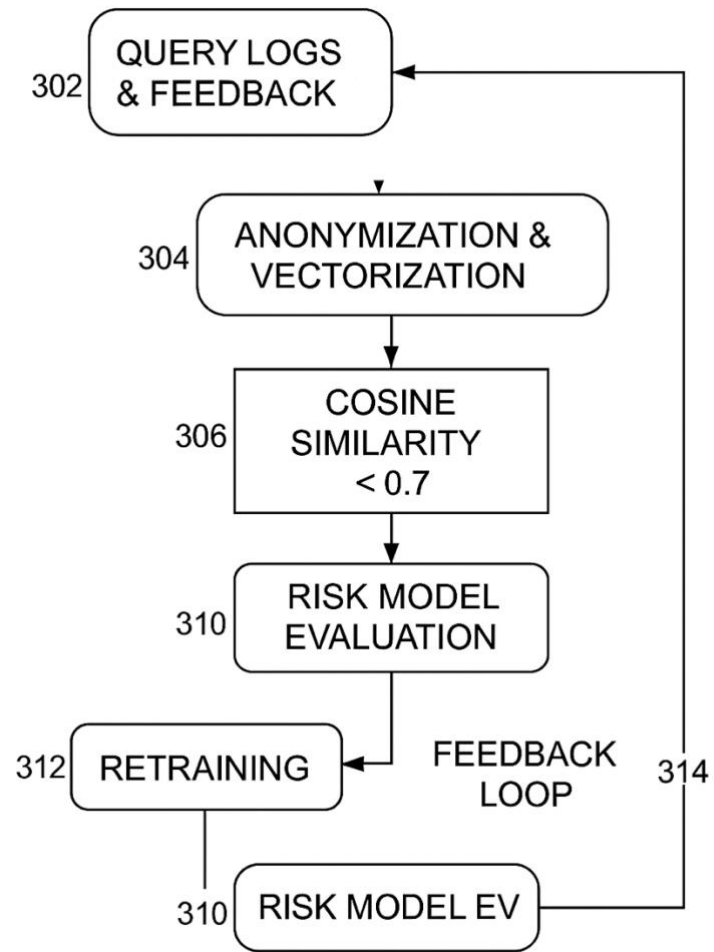 302
QUERY LOGS
& FEEDBACK
304
ANONYMIZATION &
VECTORIZATION
306
COSINE
SIMILARITY
< 0.7
310
RISK MODEL
EVALUATION
312
RETRAINING
FEEDBACK
LOOP
314
310
RISK MODEL EV